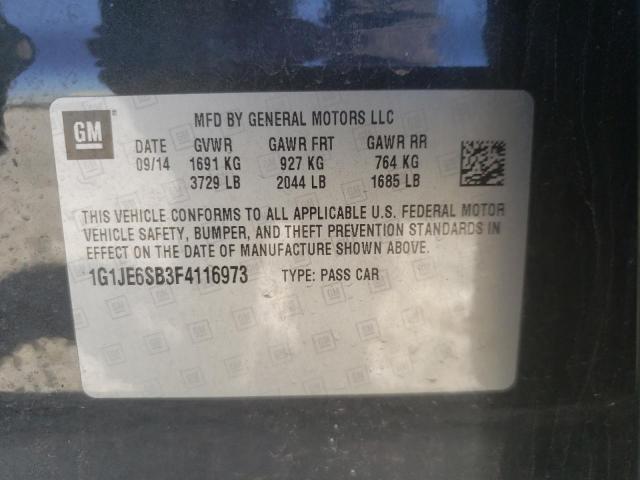 GM
MFD BY GENERAL MOTORS LLC
DATE GVWR GAWR FRT GAWR RR
09/14 1691 KG 927 KG 764 KG
3729 LB 2044 LB 1685 LB
THIS VEHICLE CONFORMS TO ALL APPLICABLE U.S. FEDERAL MOTOR
VEHICLE SAFETY, BUMPER, AND THEFT PREVENTION STANDARDS
IN EFFECT ON THE DATE OF MANUFACTURE SHOWN ABOVE.
1G1JE6SB3F4116973 TYPE: PASS CAR